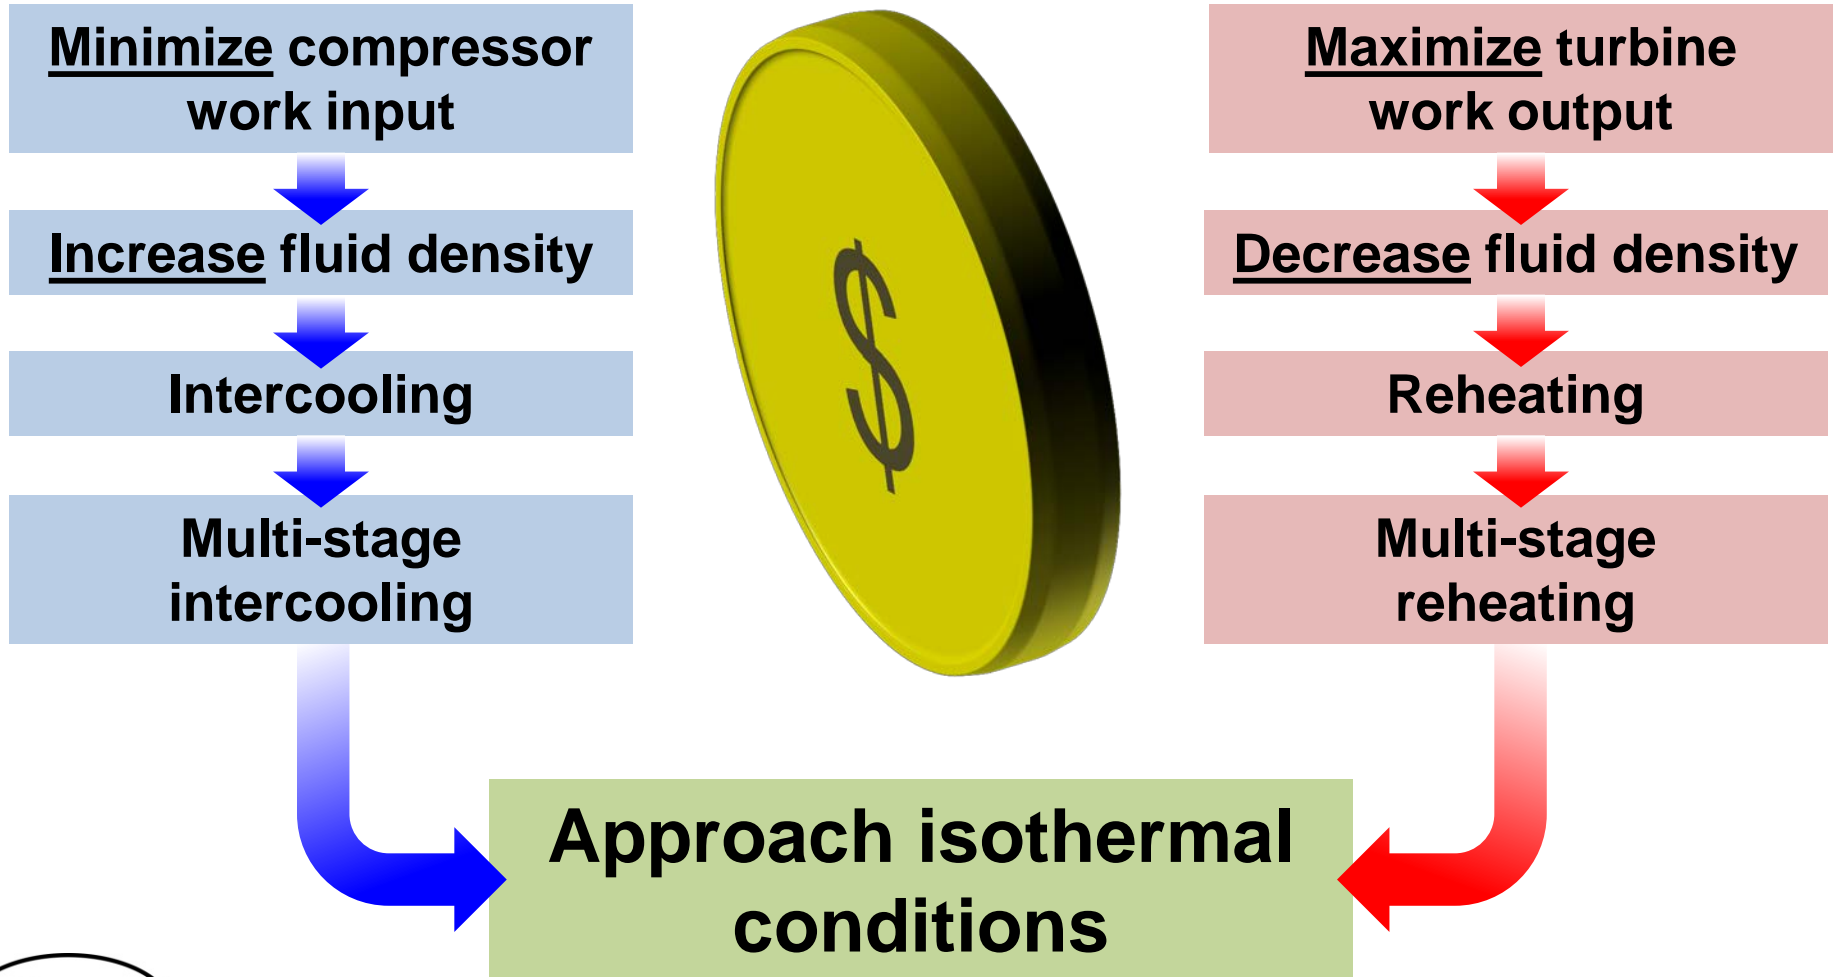 Minimize compressor
work input
Increase fluid density
Intercooling
Multi-stage
intercooling
$
Maximize turbine
work output
Decrease fluid density
Reheating
Multi-stage
reheating
Approach isothermal
conditions